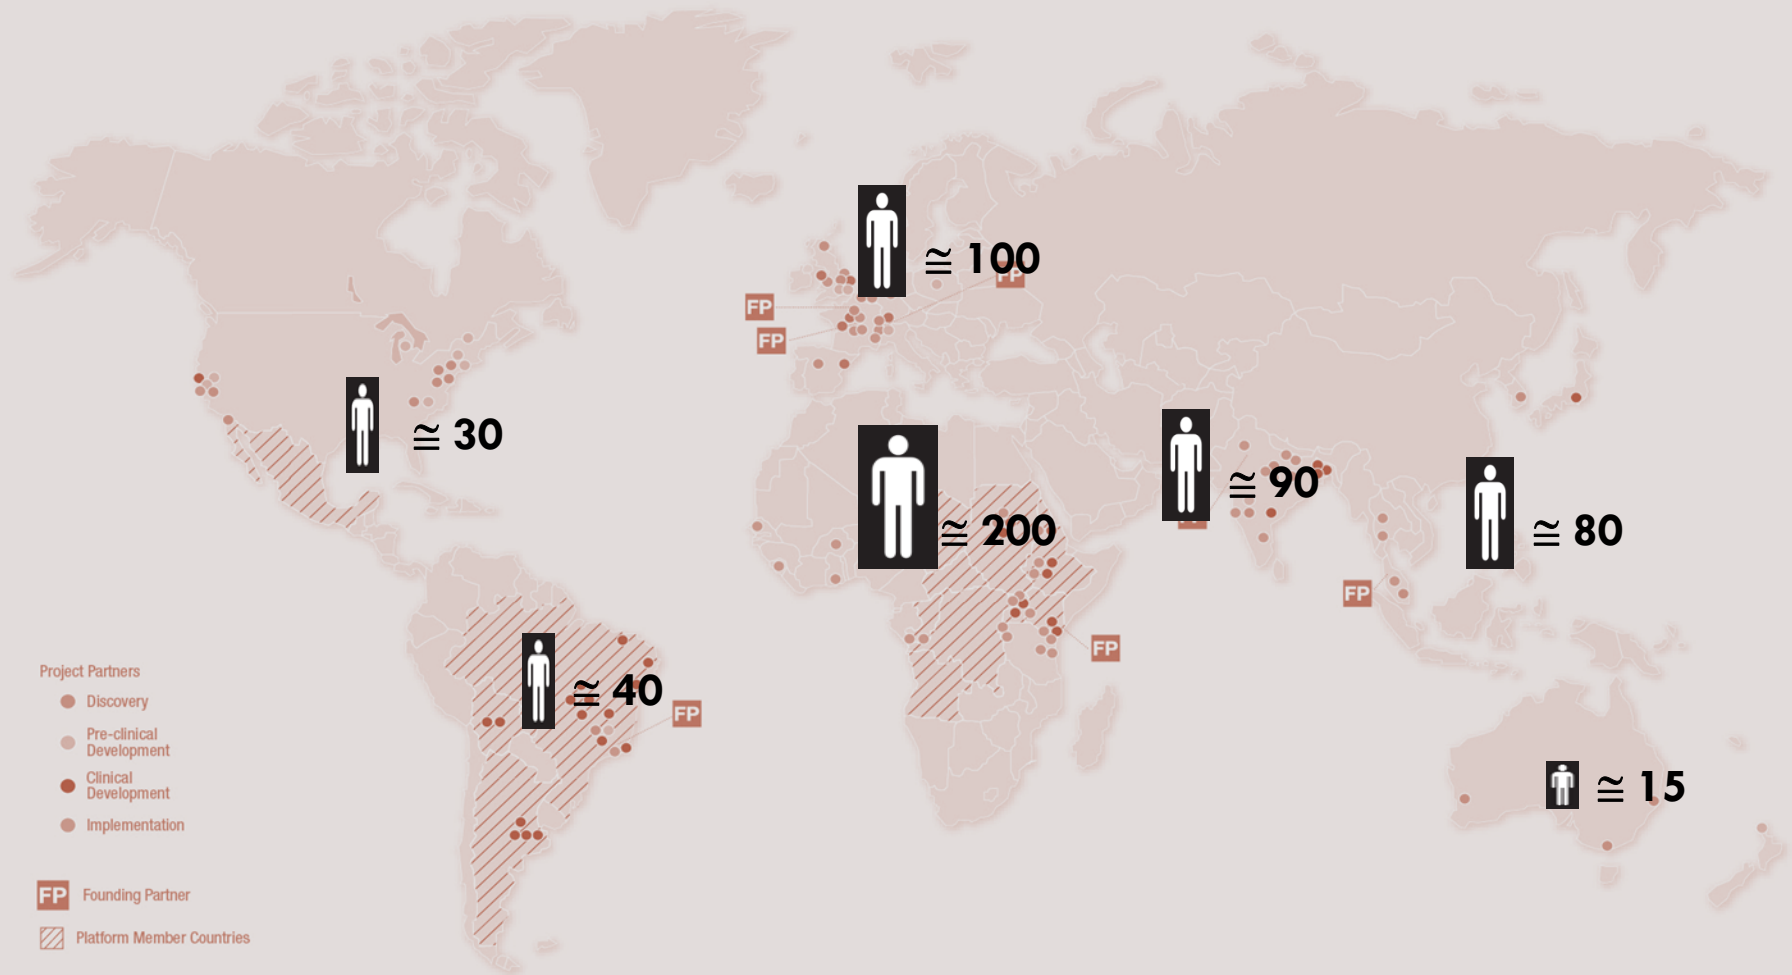 ≅ 100
FP
FP
FP
≅ 30
≅ 90
≅ 200
≅ 80
FP
FP
≅ 40
FP
≅ 15
Project Partners
Discovery
Pre-clinical
Development
Clinical
Development
Implementation
FP Founding Partner
Platform Member Countries